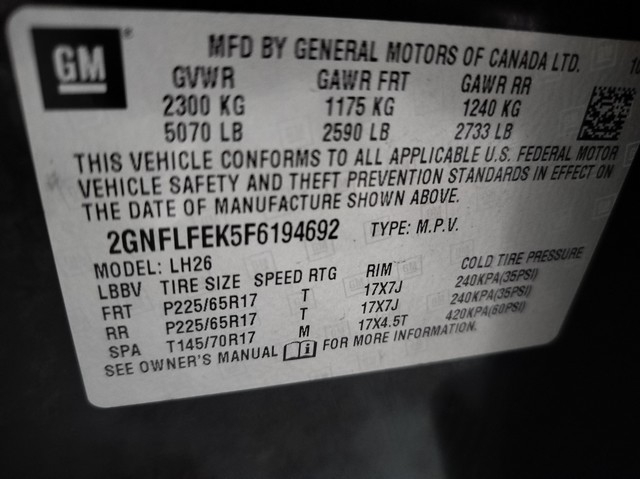 GM®
MFD BY GENERAL MOTORS OF CANADA LTD.
GVWR GAWR FRT GAWR RR
2300 KG 1175 KG 1240 KG
5070 LB 2590 LB 2733 LB
THIS VEHICLE CONFORMS TO ALL APPLICABLE U.S. FEDERAL MOTOR
VEHICLE SAFETY AND THEFT PREVENTION STANDARDS IN EFFECT ON
THE DATE OF MANUFACTURE SHOWN ABOVE.
2GNFLFEK5F6194692 TYPE: M.P.V.
MODEL: LH26
LBBV TIRE SIZE SPEED RTG RIM COLD TIRE PRESSURE
FRT P225/65R17 T 17X7J 240KPA(35PSI)
RR P225/65R17 T 17X7J 240KPA(35PSI)
SPA T145/70R17 M 17X4.5T 420KPA(60PSI)
SEE OWNER'S MANUAL FOR MORE INFORMATION.